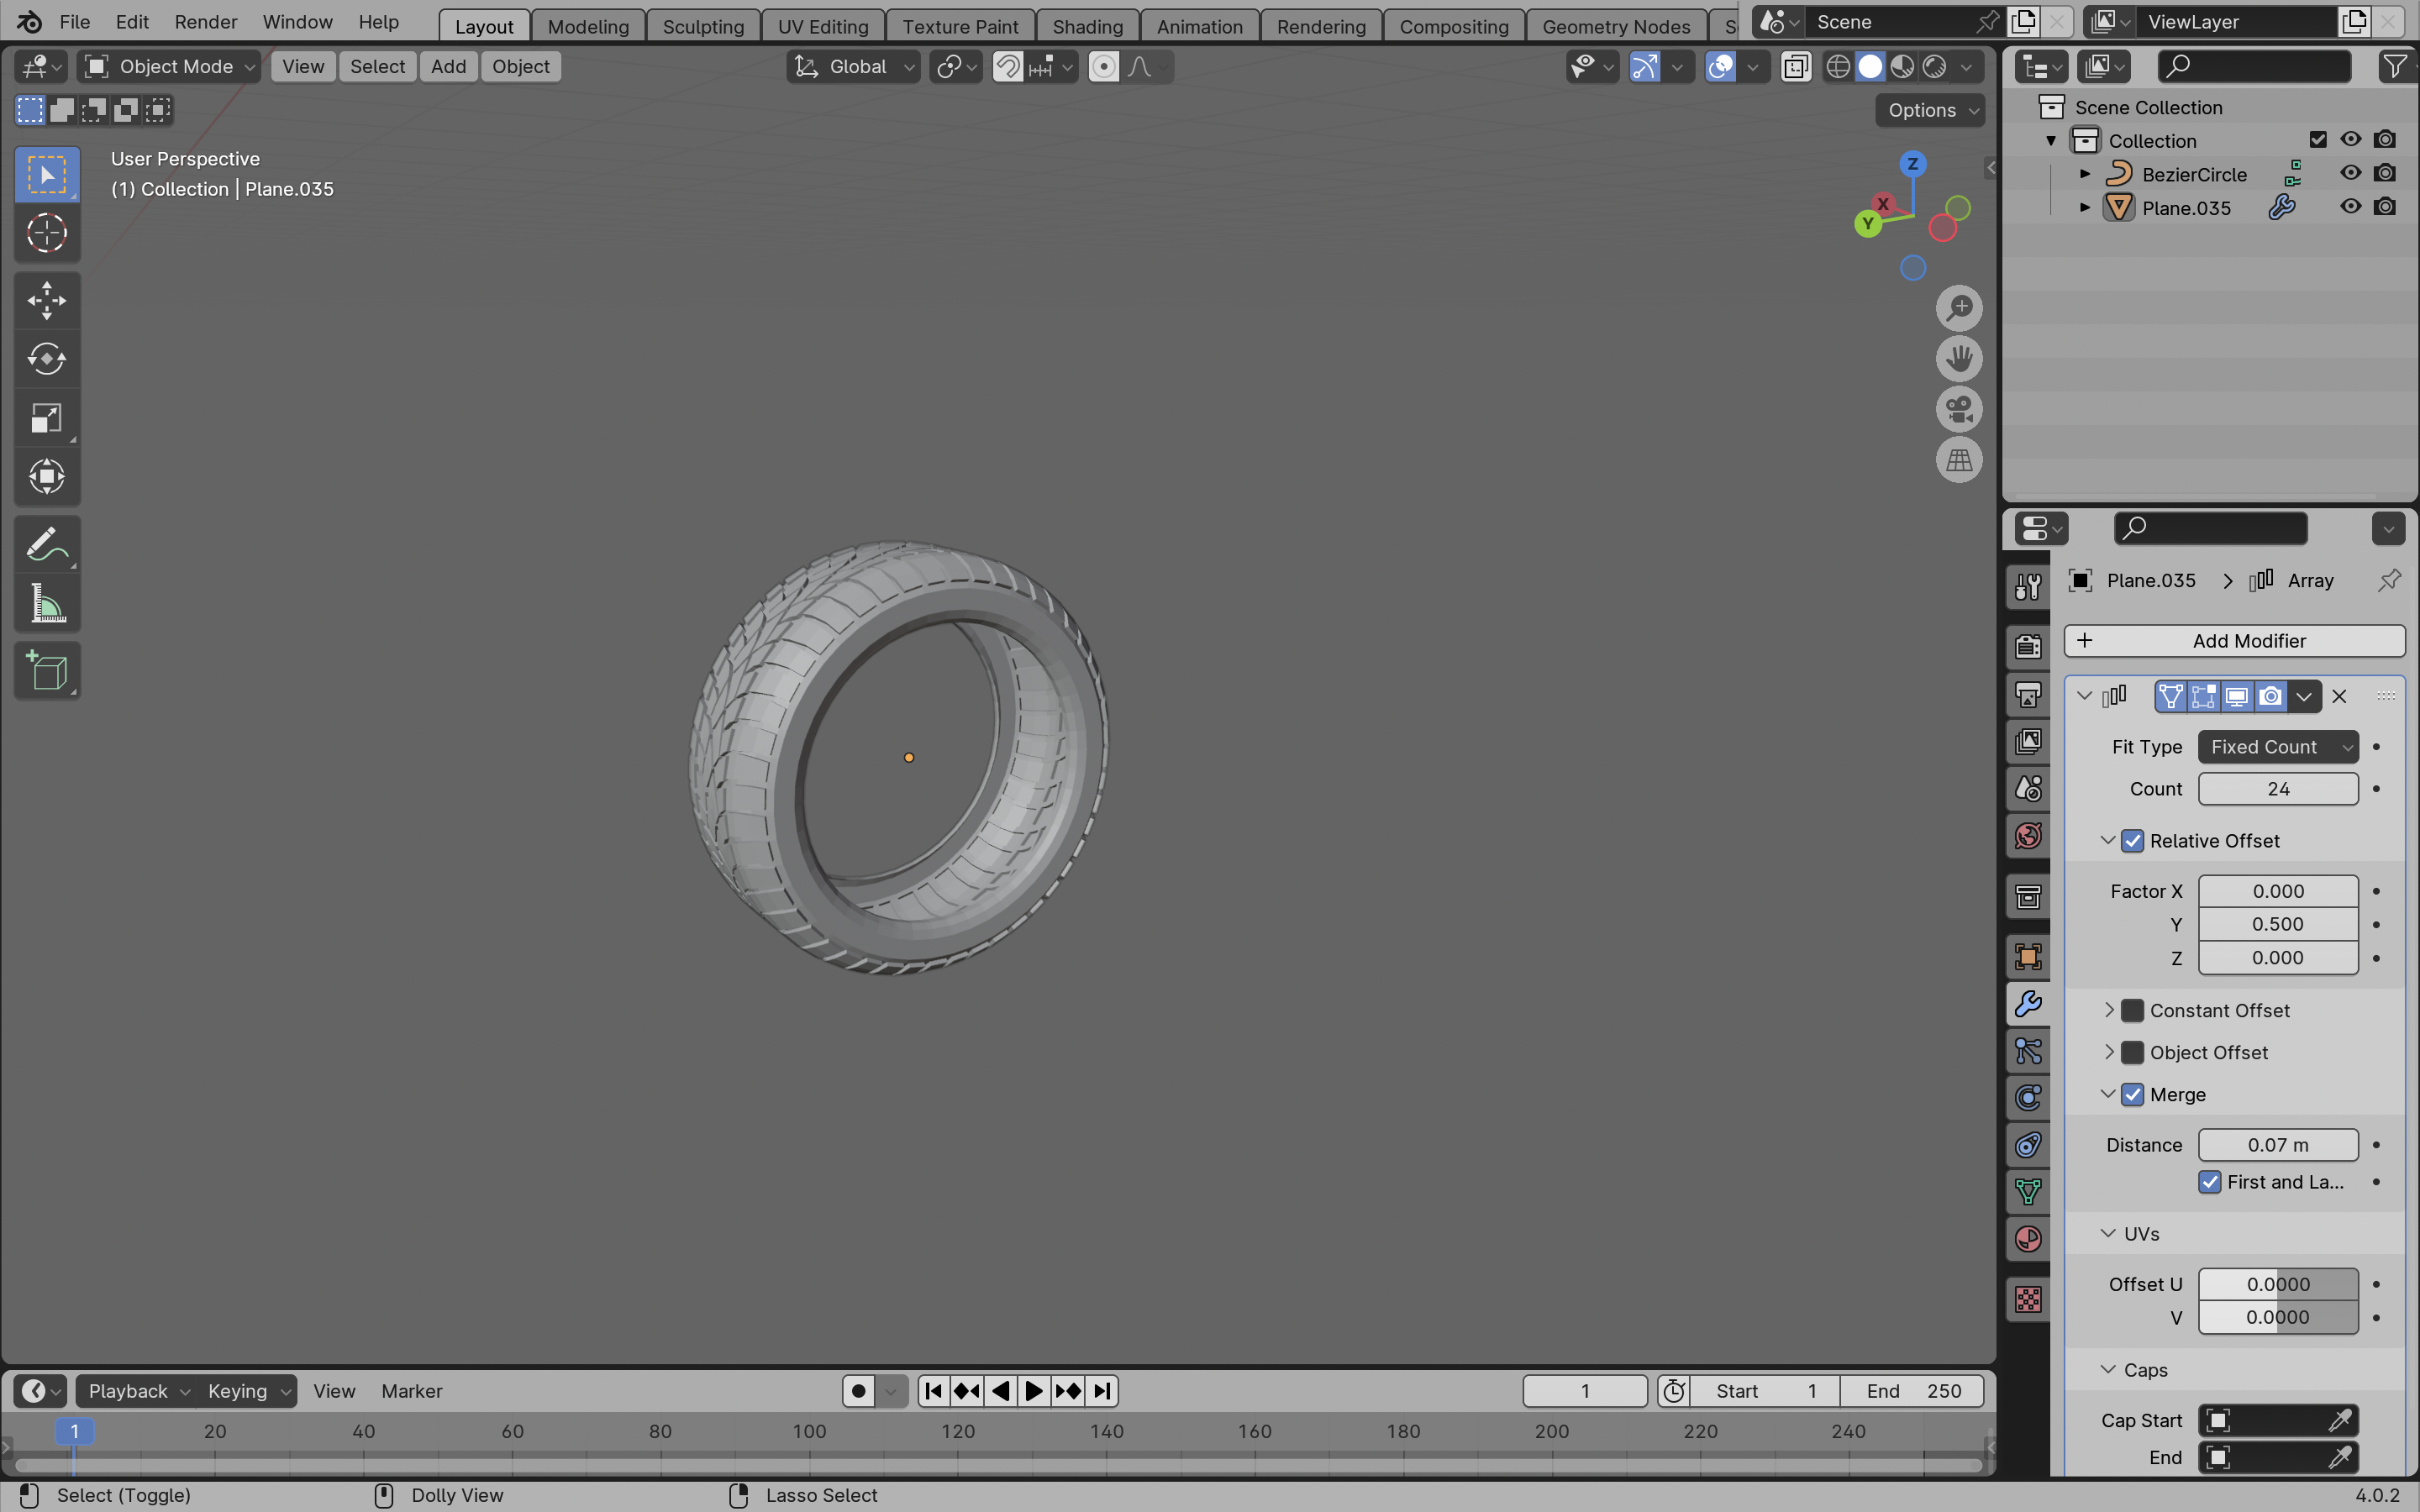 File Edit Render Window Help Layout Modeling Sculpting UV Editing Texture Paint Shading Animation Rendering Compositing Geometry Nodes Scene ViewLayer
Object Mode View Select Add Object Global
Options
User Perspective
(1) Collection | Plane.035
Z
X
Y
Scene Collection
Collection
BezierCircle
Plane.035
Plane.035 Array
Add Modifier
Fit Type Fixed Count
Count 24
Relative Offset
Factor X 0.000
Y 0.500
Z 0.000
Constant Offset
Object Offset
Merge
Distance 0.07 m
First and La...
UVs
Offset U 0.0000
V 0.0000
Caps
Cap Start
End
Playback Keying View Marker 1 Start 1 End 250
1 20 40 60 80 100 120 140 160 180 200 220 240
Select (Toggle) Dolly View Lasso Select 4.0.2